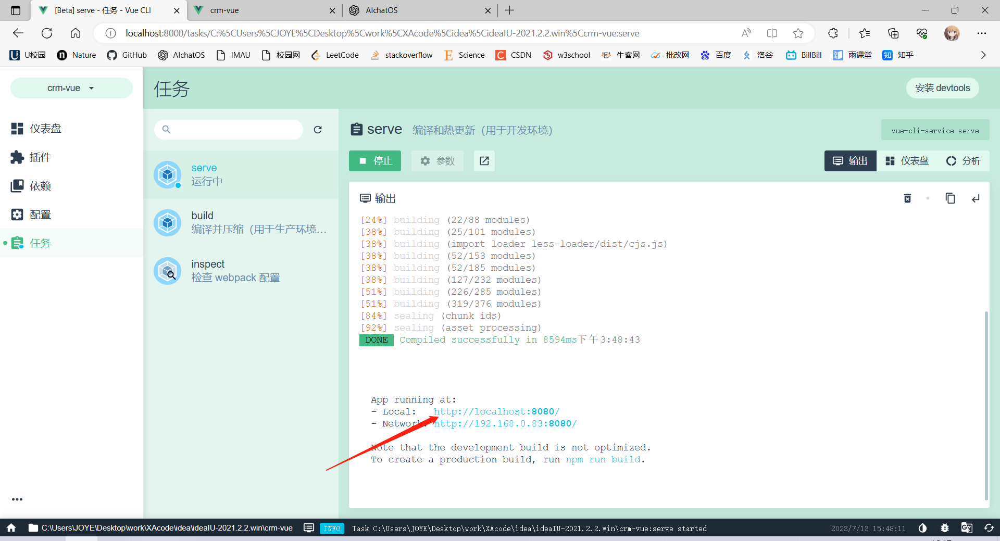 [Beta] serve - 任务 - Vue CLI
crm-vue
AIchatOS
localhost:8000/tasks/C:%5CUsers%5CJOYE%5CDesktop%5Cwork%5CXAcode%5Cidea%5CideaIU-2021.2.2.win%5Ccrm-vue:serve
U校园 Nature GitHub AIchatOS IMAU 校园网 LeetCode stackoverflow Science CSDN w3school 牛客网 批改网 百度 洛谷 BillBill 雨课堂 知乎
crm-vue
任务
安装 devtools
仪表盘
插件
依赖
配置
任务
serve
运行中
build
编译并压缩（用于生产环境...
inspect
检查 webpack 配置
serve 编译和热更新（用于开发环境）
vue-cli-service serve
停止 参数
输出 仪表盘 分析
输出
[24%] building (22/88 modules)
[38%] building (25/101 modules)
[38%] building (import loader less-loader/dist/cjs.js)
[38%] building (52/153 modules)
[38%] building (52/185 modules)
[38%] building (127/232 modules)
[51%] building (226/285 modules)
[51%] building (319/376 modules)
[84%] sealing (chunk ids)
[92%] sealing (asset processing)
DONE Compiled successfully in 8594ms下午3:48:43
App running at:
- Local: http://localhost:8080/
- Network: http://192.168.0.83:8080/
Note that the development build is not optimized.
To create a production build, run npm run build.
C:\Users\JOYE\Desktop\work\XAcode\idea\ideaIU-2021.2.2.win\crm-vue
INFO Task C:\Users\JOYE\Desktop\work\XAcode\idea\ideaIU-2021.2.2.win\crm-vue:serve started
2023/7/13 15:48:11